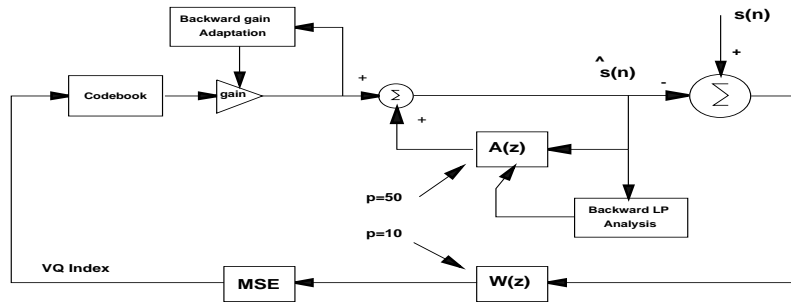 Backward gain
Adaptation
s(n)
+
^
s(n)
-
Codebook
gain
+
Σ
Σ
+
A(z)
p=50
Backward LP
Analysis
p=10
VQ Index
MSE
W(z)